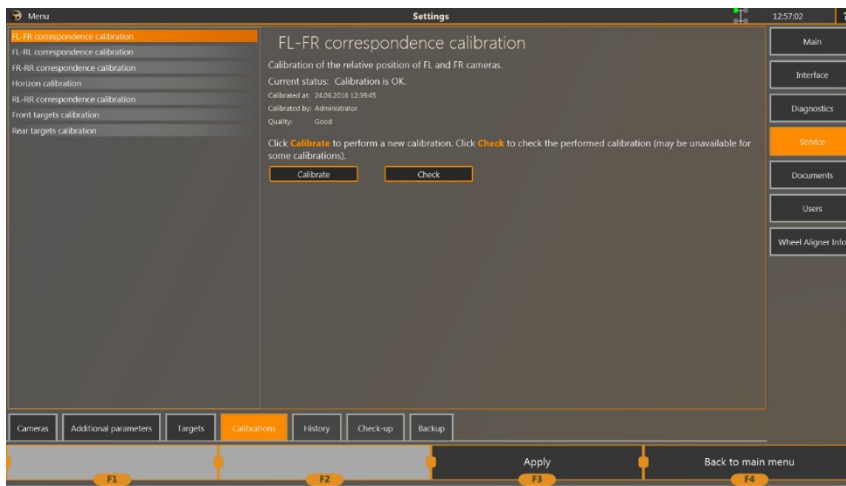 Menu
Settings
12:57:02
FL-FR correspondence calibration
FL-RL correspondence calibration
FR-RR correspondence calibration
Horizon calibration
RL-RR correspondence calibration
Front targets calibration
Rear targets calibration
FL-FR correspondence calibration
Calibration of the relative position of FL and FR cameras.
Current status: Calibration is OK.
Calibrated at: 24.06.2016 12:39:45
Calibrated by: Administrator
Quality: Good
Click Calibrate to perform a new calibration. Click Check to check the performed calibration (may be unavailable for
some calibrations).
Calibrate
Check
Main
Interface
Diagnostics
Service
Documents
Users
Wheel Aligner Info
Cameras
Additional parameters
Targets
Calibrations
History
Check-up
Backup
Apply
Back to main menu
F1
F2
F3
F4